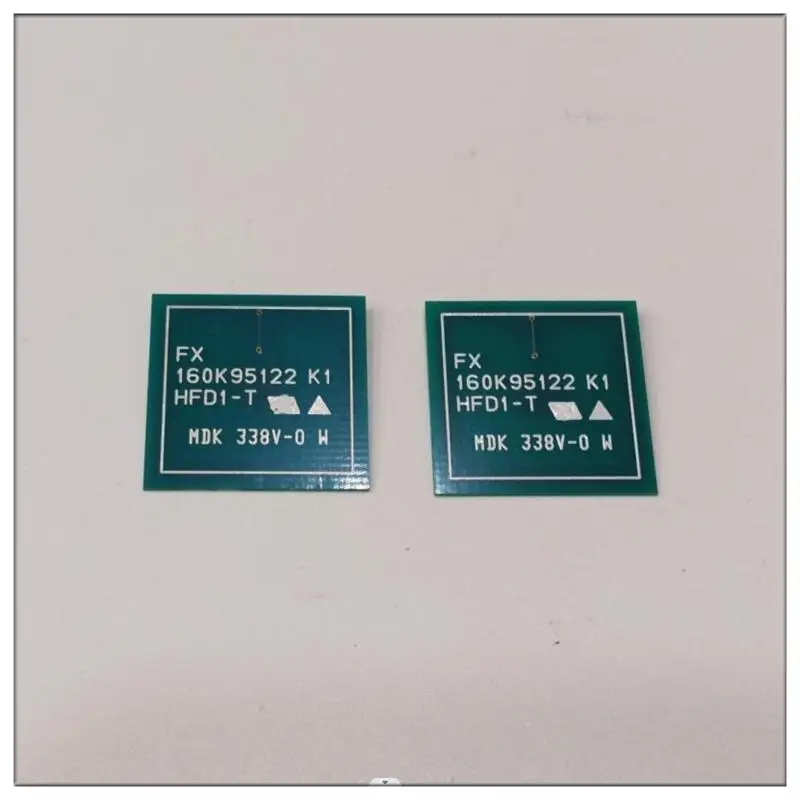 FX
160K95122 K1
HFD1-T
MDK 338V-0 W
FX
160K95122 K1
HFD1-T
MDK 338V-0 W